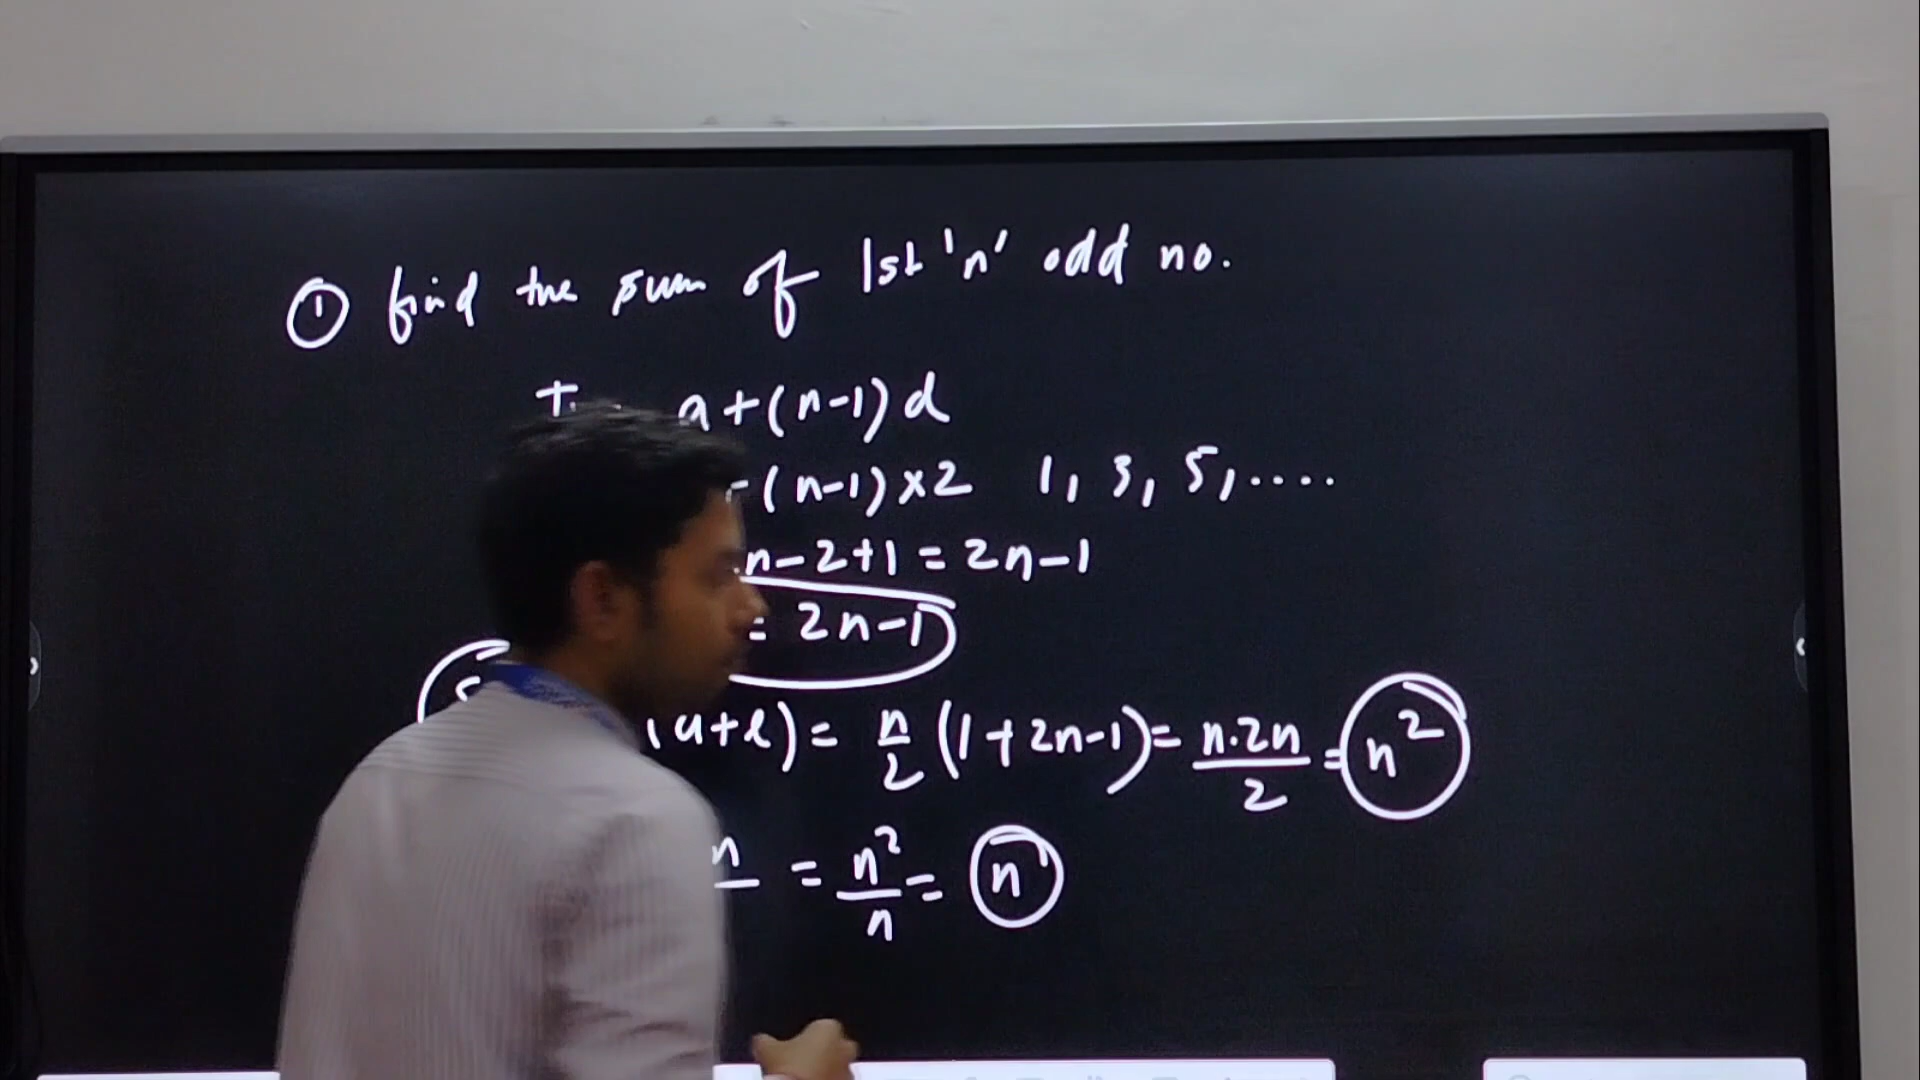 ① find the sum of 1st 'n' odd no.
a+(n-1)d
(n-1)×2 1, 3, 5,....
n-2+1=2n-1
= 2n-1
(a+l)= n/2 (1+2n-1)= n.2n/2 = n²
n = n²/n = n